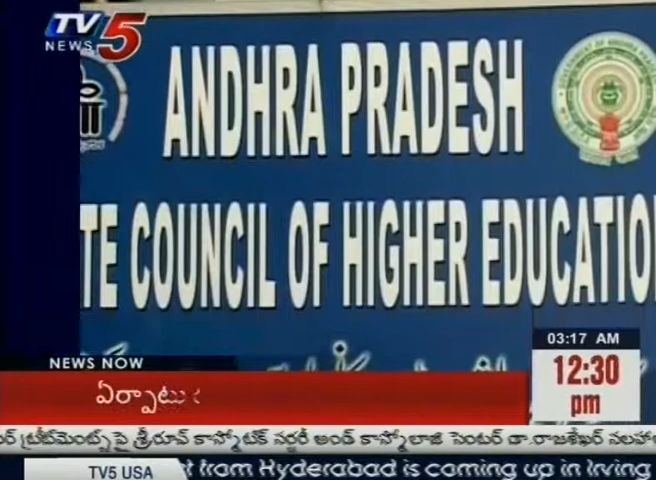 TV5
NEWS
ANDHRA PRADESH
TE COUNCIL OF HIGHER EDUCATION
NEWS NOW
03:17 AM
12:30
pm
ఏర్పాటు
ట్రీట్‌మెంట్స్‌పై శ్రీరూచ్ కాస్మోటిక్ సర్జరీ అండ్ కాస్మోలాజి సెంటర్ డా.రాజశేఖర్ సలహా
TV5 USA
t from Hyderabad is coming up in Irving